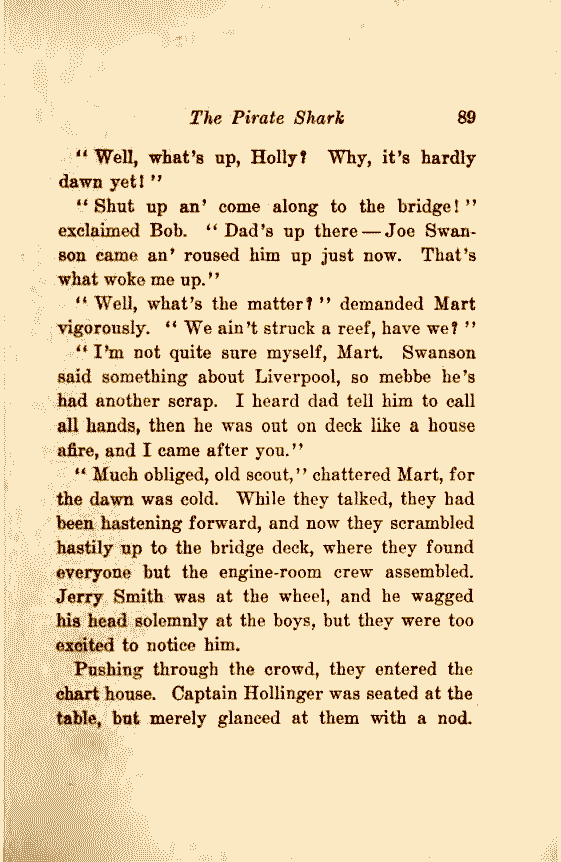 The Pirate Shark 89
“ Well, what’s up, Holly? Why, it’s hardly
dawn yet! ”
“ Shut up an’ come along to the bridge! ”
exclaimed Bob. “ Dad’s up there — Joe Swan-
son came an’ roused him up just now. That’s
what woke me up.”
“ Well, what’s the matter? ” demanded Mart
vigorously. “ We ain’t struck a reef, have we? ”
“ I’m not quite sure myself, Mart. Swanson
said something about Liverpool, so mebbe he’s
had another scrap. I heard dad tell him to call
all hands, then he was out on deck like a house
afire, and I came after you.”
“ Much obliged, old scout,” chattered Mart, for
the dawn was cold. While they talked, they had
been hastening forward, and now they scrambled
hastily up to the bridge deck, where they found
everyone but the engine-room crew assembled.
Jerry Smith was at the wheel, and he wagged
his head solemnly at the boys, but they were too
excited to notice him.
Pushing through the crowd, they entered the
chart house. Captain Hollinger was seated at the
table, but merely glanced at them with a nod.